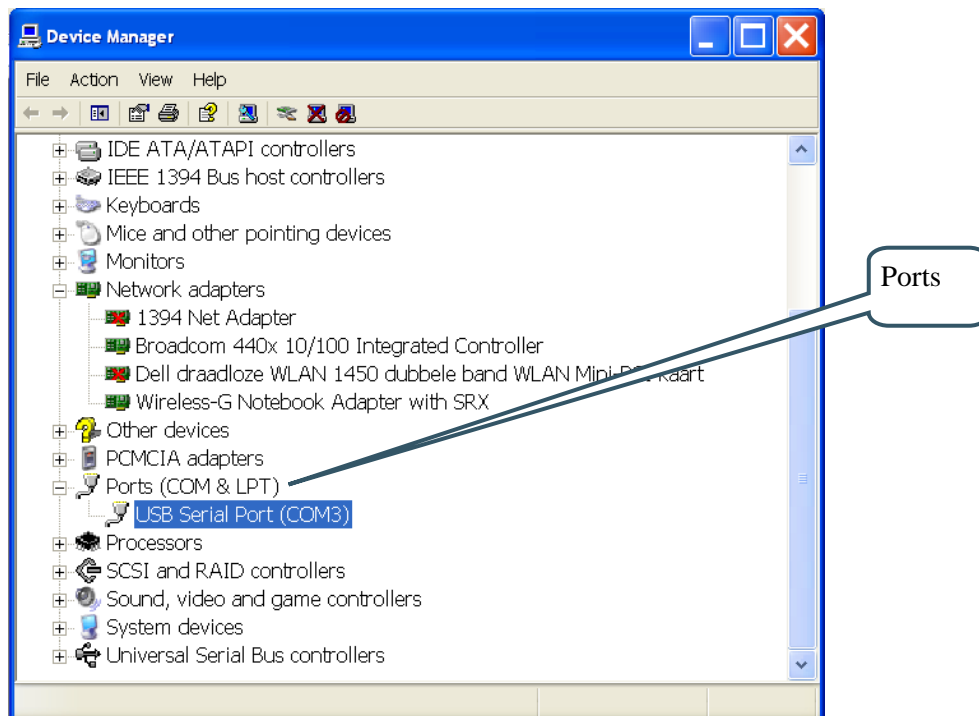 Device Manager
File Action View Help
IDE ATA/ATAPI controllers
IEEE 1394 Bus host controllers
Keyboards
Mice and other pointing devices
Monitors
Network adapters
1394 Net Adapter
Broadcom 440x 10/100 Integrated Controller
Dell draadloze WLAN 1450 dubbele band WLAN Mini-PCI Kaart
Wireless-G Notebook Adapter with SRX
Other devices
PCMCIA adapters
Ports (COM & LPT)
USB Serial Port (COM3)
Processors
SCSI and RAID controllers
Sound, video and game controllers
System devices
Universal Serial Bus controllers
Ports